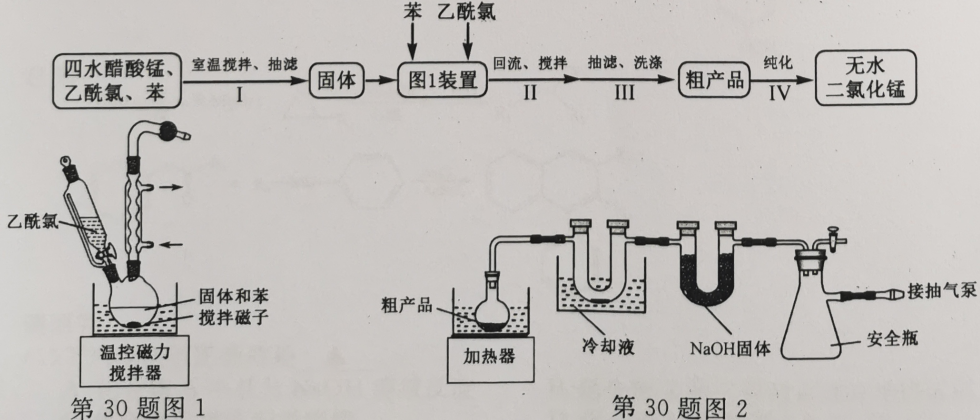 苯 乙酰氯
四水醋酸锰、
乙酰氯、苯
室温搅拌、抽滤
I
固体
图1装置
回流、搅拌
II
抽滤、洗涤
III
粗产品
纯化
IV
无水
二氯化锰
乙酰氯
固体和苯
搅拌磁子
温控磁力
搅拌器
第30题图1
粗产品
加热器
冷却液
NaOH固体
接抽气泵
安全瓶
第30题图2